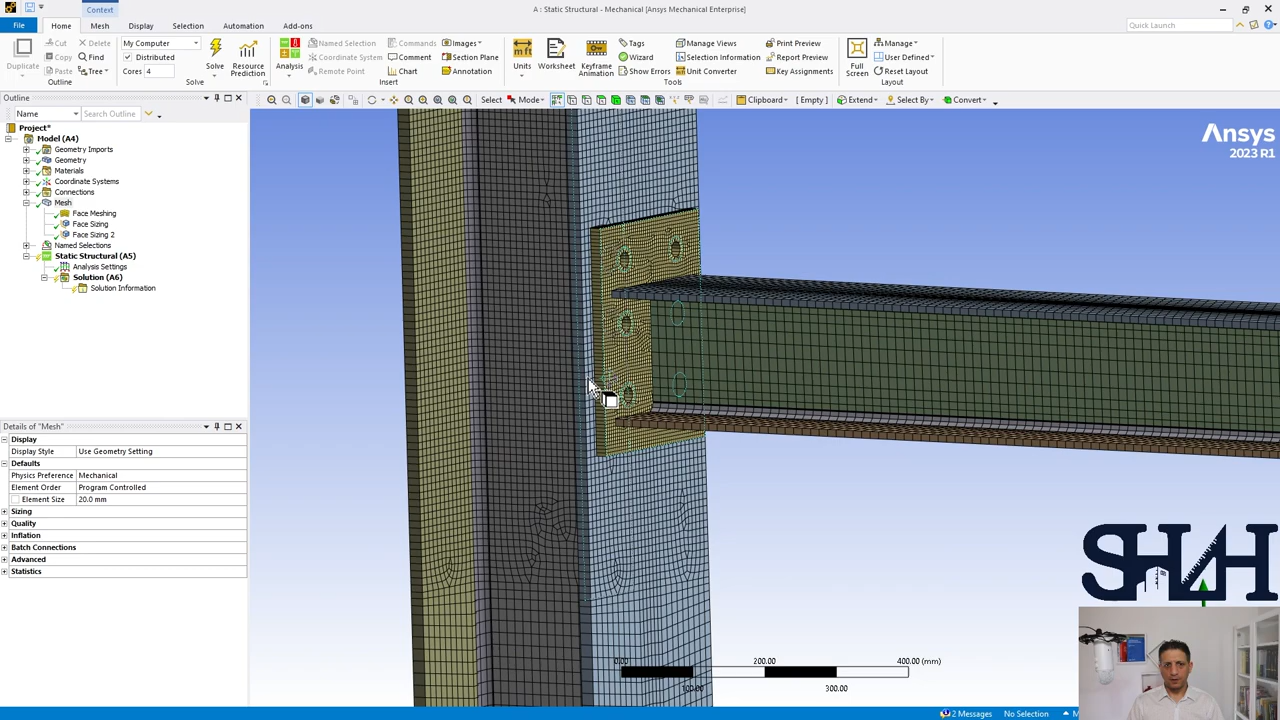 A : Static Structural - Mechanical [Ansys Mechanical Enterprise]
Context
File
Home
Mesh
Display
Selection
Automation
Add-ons
Quick Launch
Duplicate
Cut
Copy
Paste
Delete
Find
Tree
Outline
My Computer
Distributed
Cores 4
Solve
Resource Prediction
Solve
Analysis
Named Selection
Coordinate System
Remote Point
Commands
Comment
Chart
Insert
Images
Section Plane
Annotation
Units
Worksheet
Keyframe Animation
Tags
Wizard
Show Errors
Manage Views
Selection Information
Unit Converter
Tools
Print Preview
Report Preview
Key Assignments
Full Screen
Manage
User Defined
Reset Layout
Layout
Outline
Name
Search Outline
Select
Mode
Clipboard
[ Empty ]
Extend
Select By
Convert
Project*
Model (A4)
Geometry Imports
Geometry
Materials
Coordinate Systems
Connections
Mesh
Face Meshing
Face Sizing
Face Sizing 2
Named Selections
Static Structural (A5)
Analysis Settings
Solution (A6)
Solution Information
Details of "Mesh"
Display
Display Style Use Geometry Setting
Defaults
Physics Preference Mechanical
Element Order Program Controlled
Element Size 20.0 mm
Sizing
Quality
Inflation
Batch Connections
Advanced
Statistics
Ansys
2023 R1
0.00 200.00 400.00 (mm)
100.00 300.00
2 Messages
No Selection